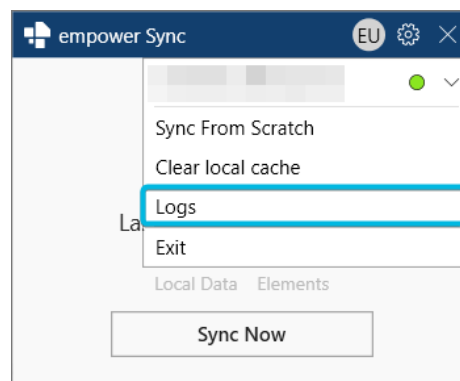 empower Sync EU
Sync From Scratch
Clear local cache
Logs
La
Exit
Local Data Elements
Sync Now